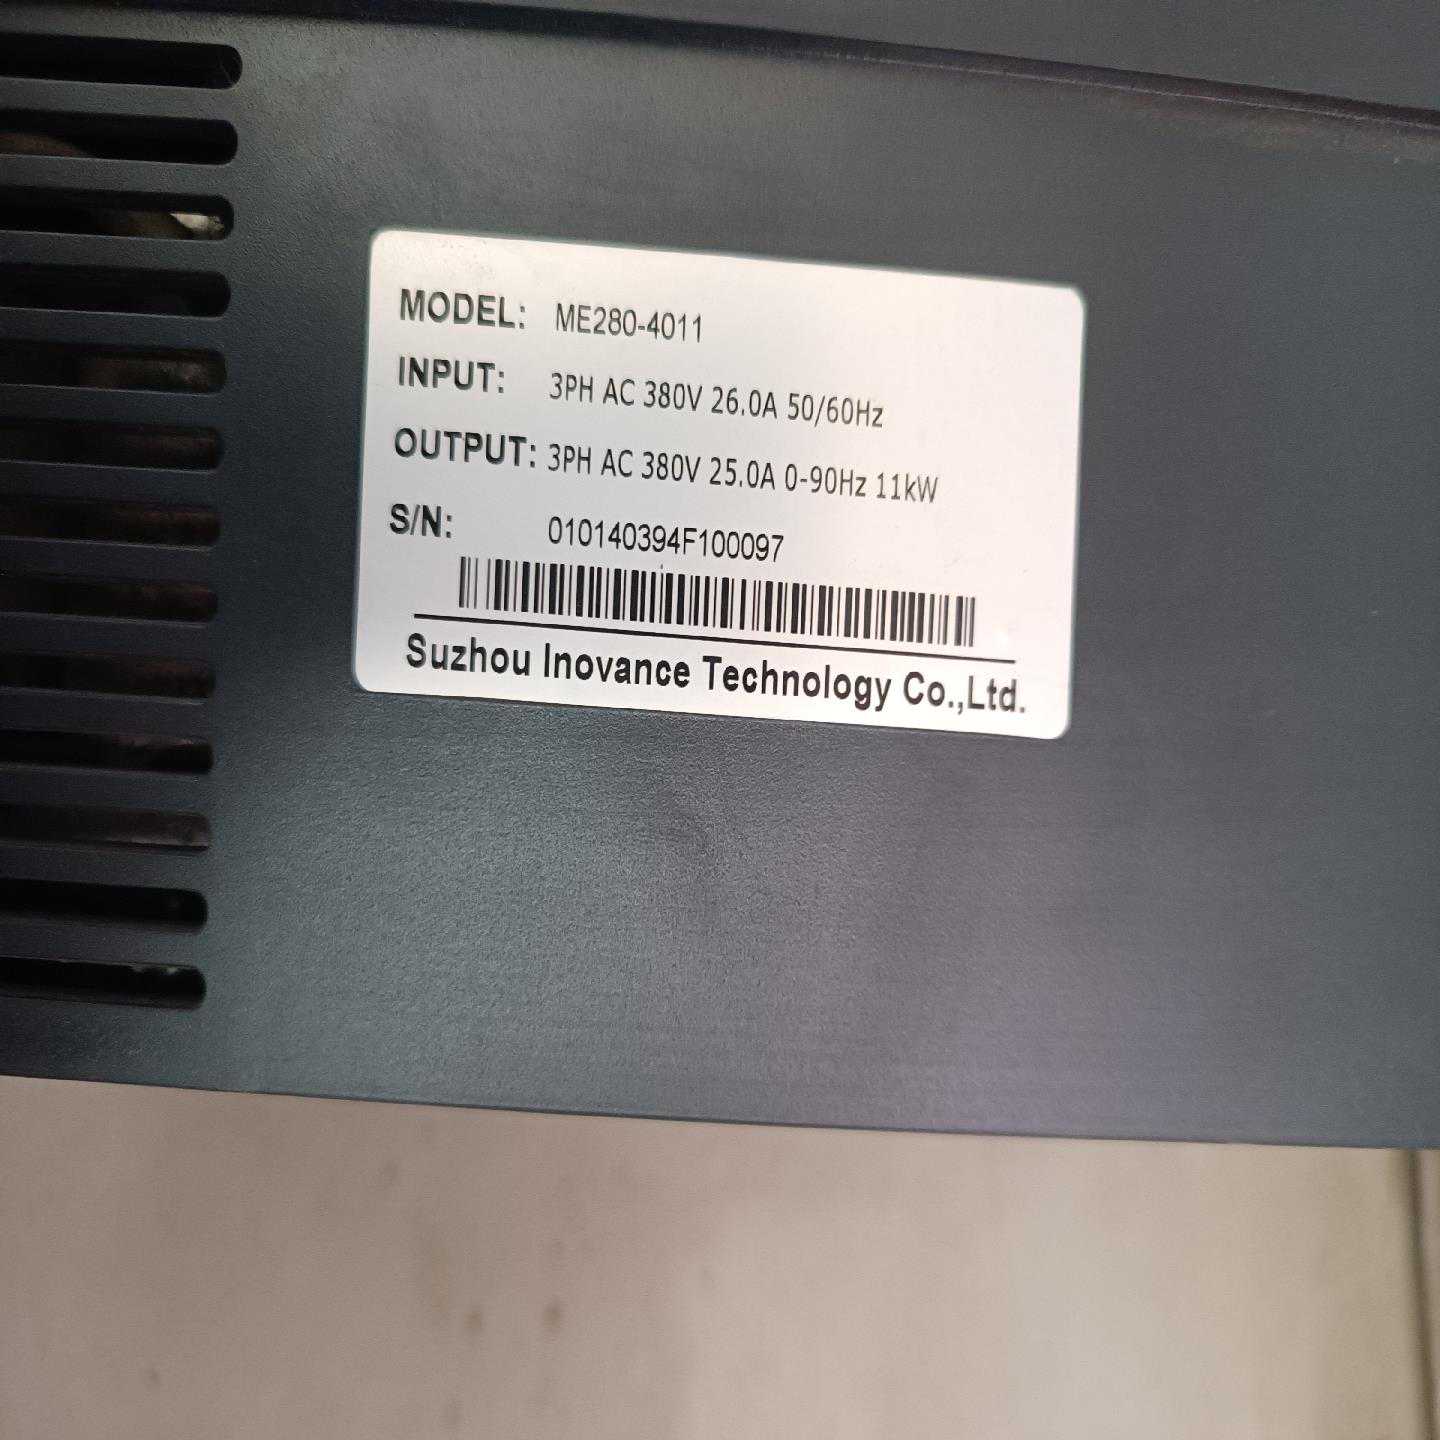 MODEL: ME280-4011
INPUT: 3PH AC 380V 26.0A 50/60Hz
OUTPUT: 3PH AC 380V 25.0A 0-90Hz 11kW
S/N: 010140394F100097
Suzhou Inovance Technology Co.,Ltd.